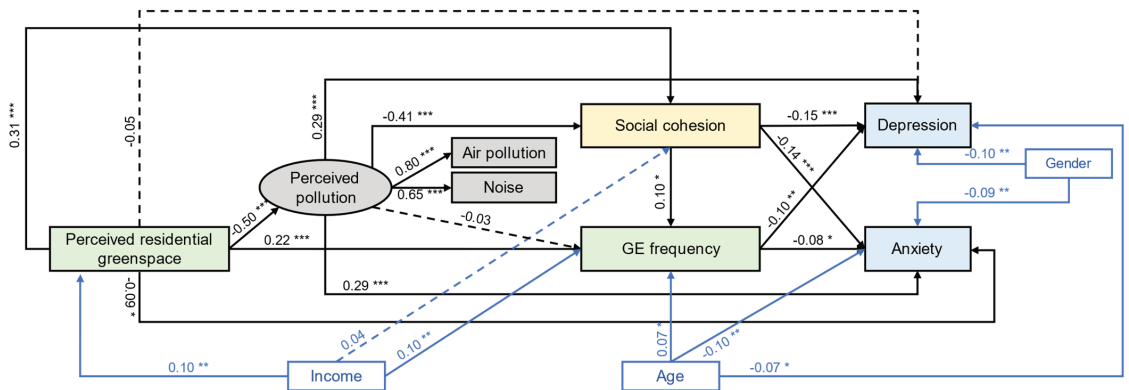 -0.05
0.31 ***
0.29 ***
-0.41 ***
Social cohesion
-0.15 ***
Depression
Air pollution
0.80 ***
Perceived
pollution
0.65 ***
Noise
-0.14 ***
-0.10 **
Gender
0.10 *
-0.09 **
-0.50 ***
-0.03
-0.10 **
Perceived residential
greenspace
0.22 ***
GE frequency
-0.08 *
Anxiety
-0.09 *
0.29 ***
0.04
0.10 **
0.07 *
-0.10 **
0.10 **
Income
Age
-0.07 *